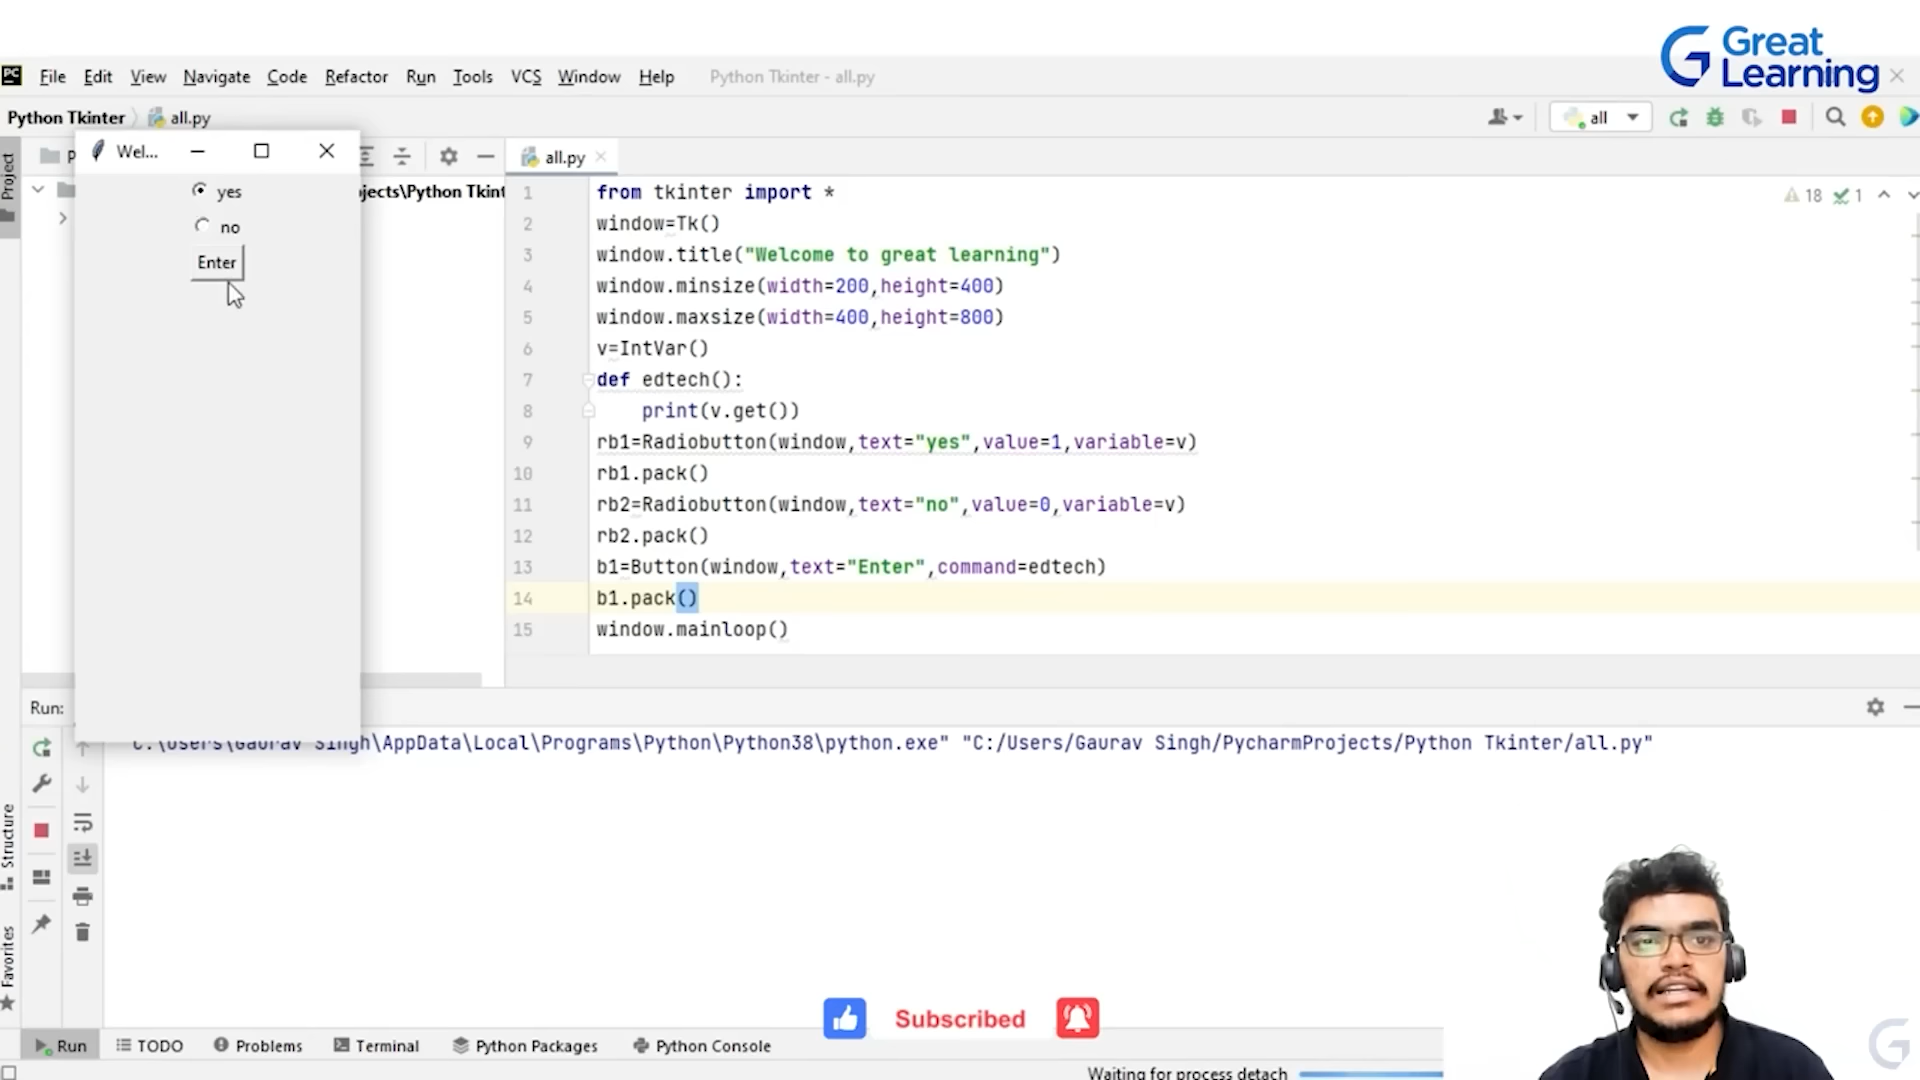 Great
Learning
File Edit View Navigate Code Refactor Run Tools VCS Window Help Python Tkinter - all.py
Python Tkinter all.py
all
Project
P
Wel...
all.py
jects\Python Tkint
yes
no
Enter
18 1
1 from tkinter import *
2 window=Tk()
3 window.title("Welcome to great learning")
4 window.minsize(width=200,height=400)
5 window.maxsize(width=400,height=800)
6 v=IntVar()
7 def edtech():
8 print(v.get())
9 rb1=Radiobutton(window,text="yes",value=1,variable=v)
10 rb1.pack()
11 rb2=Radiobutton(window,text="no",value=0,variable=v)
12 rb2.pack()
13 b1=Button(window,text="Enter",command=edtech)
14 b1.pack()
15 window.mainloop()
Run:
C:\Users\Gaurav Singh\AppData\Local\Programs\Python\Python38\python.exe" "C:/Users/Gaurav Singh/PycharmProjects/Python Tkinter/all.py"
Structure
Favorites
Subscribed
Run TODO Problems Terminal Python Packages Python Console
Waiting for process detach